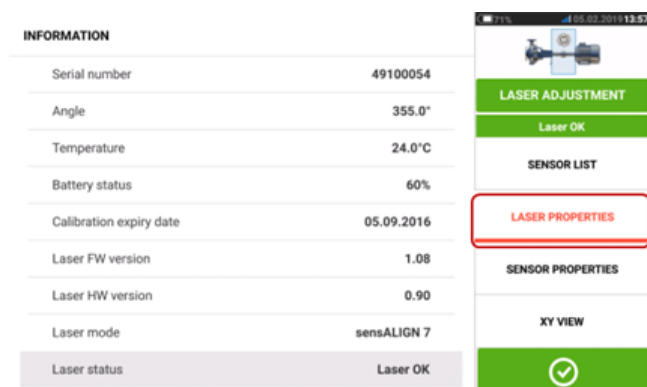 INFORMATION
Serial number 49100054
Angle 355.0°
Temperature 24.0°C
Battery status 60%
Calibration expiry date 05.09.2016
Laser FW version 1.08
Laser HW version 0.90
Laser mode sensALIGN 7
Laser status Laser OK
71% 05.02.2019 13:57
LASER ADJUSTMENT
Laser OK
SENSOR LIST
LASER PROPERTIES
SENSOR PROPERTIES
XY VIEW